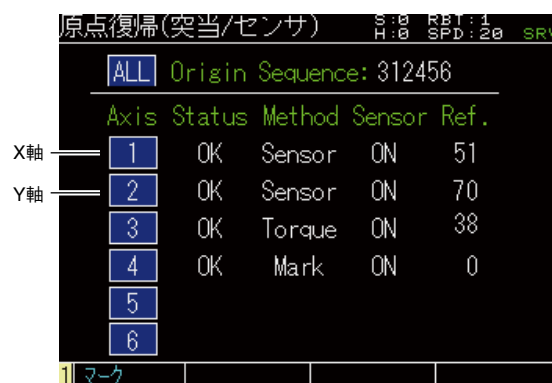 原点復帰(突当/センサ) S:0 RBT:1
H:0 SPD:20 SRV
ALL Origin Sequence: 312456
Axis Status Method Sensor Ref.
X軸 1 OK Sensor ON 51
Y軸 2 OK Sensor ON 70
3 OK Torque ON 38
4 OK Mark ON 0
5
6
1 マーク